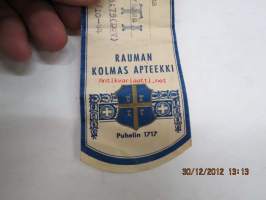 RAUMAN
KOLMAS APTEEKKI
Antikvariaatti.net
Puhelin 1717
30/12/2012 13:13